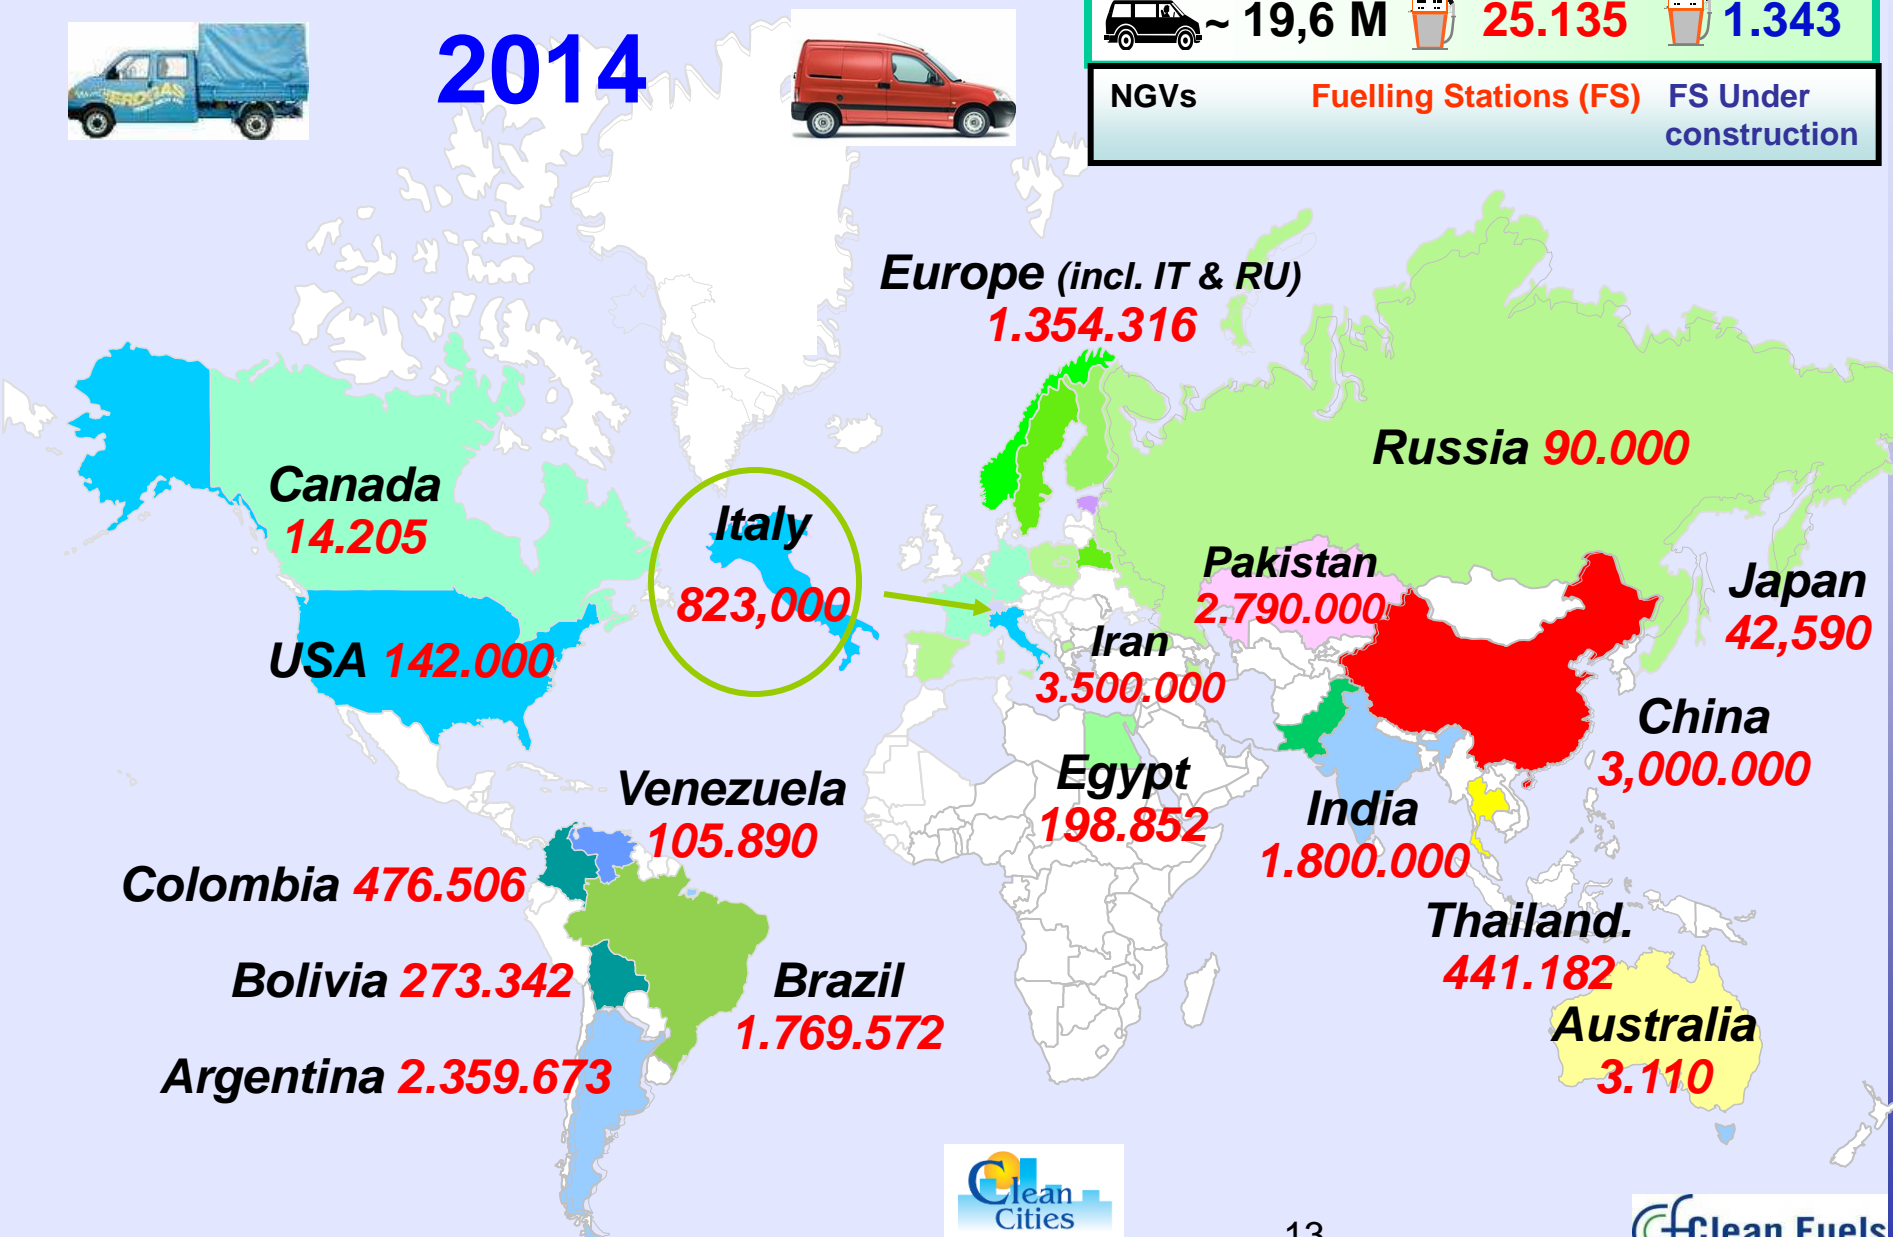 2014
~ 19,6 M 25.135 1.343
NGVs Fuelling Stations (FS) FS Under
construction
Europe (incl. IT & RU)
1.354.316
Russia 90.000
Canada
14.205
Italy
823,000
USA 142.000
Pakistan
2.790.000
Iran
3.500.000
Japan
42,590
China
3,000.000
Egypt
198.852
India
1.800.000
Venezuela
105.890
Colombia 476.506
Thailand.
441.182
Bolivia 273.342
Brazil
1.769.572
Australia
3.110
Argentina 2.359.673
Clean
Cities
13
Clean Fuels